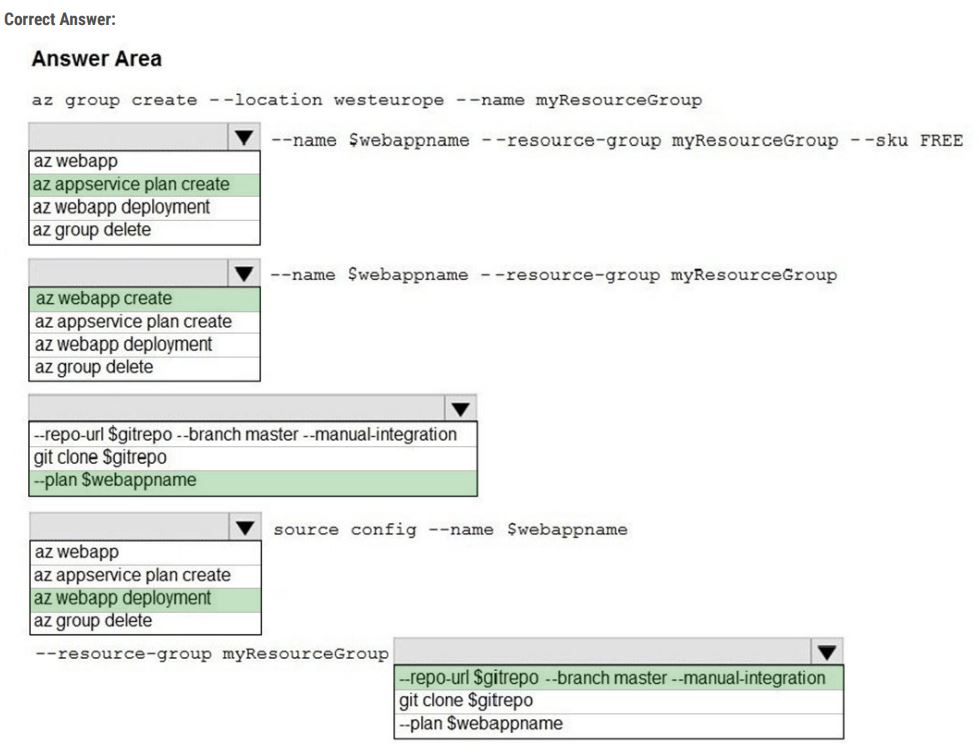 Correct Answer:
Answer Area
az group create --location westeurope --name myResourceGroup
--name $webappname --resource-group myResourceGroup --sku FREE
az webapp
az appservice plan create
az webapp deployment
az group delete
--name $webappname --resource-group myResourceGroup
az webapp create
az appservice plan create
az webapp deployment
az group delete
--repo-url $gitrepo --branch master --manual-integration
git clone $gitrepo
--plan $webappname
source config --name $webappname
az webapp
az appservice plan create
az webapp deployment
az group delete
--resource-group myResourceGroup
--repo-url $gitrepo --branch master --manual-integration
git clone $gitrepo
--plan $webappname